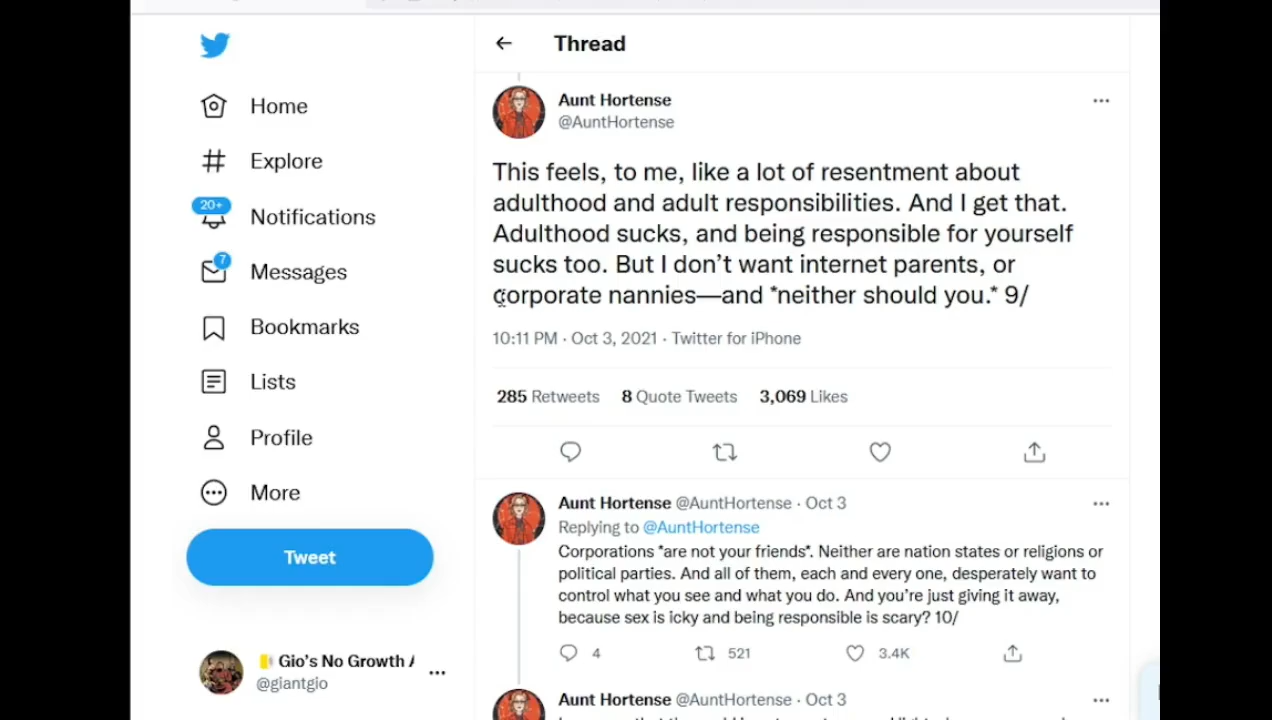 Thread
Home
Explore
20+
Notifications
7
Messages
Bookmarks
Lists
Profile
More
Tweet
Gio's No Growth
@giantgio
Aunt Hortense
@AuntHortense
This feels, to me, like a lot of resentment about
adulthood and adult responsibilities. And I get that.
Adulthood sucks, and being responsible for yourself
sucks too. But I don't want internet parents, or
corporate nannies—and *neither should you.* 9/
10:11 PM · Oct 3, 2021 · Twitter for iPhone
285 Retweets 8 Quote Tweets 3,069 Likes
Aunt Hortense @AuntHortense · Oct 3
Replying to @AuntHortense
Corporations *are not your friends*. Neither are nation states or religions or
political parties. And all of them, each and every one, desperately want to
control what you see and what you do. And you're just giving it away,
because sex is icky and being responsible is scary? 10/
4 521 3.4K
Aunt Hortense @AuntHortense · Oct 3